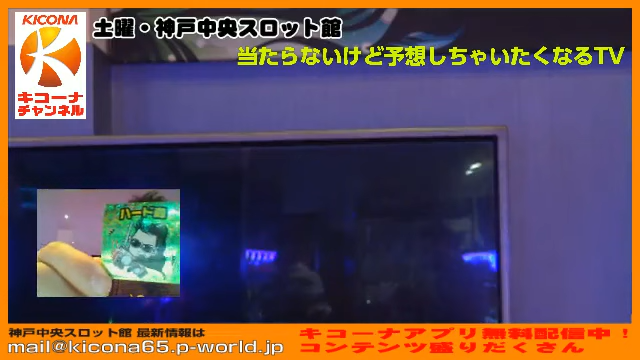 KICONA
キコーナ
チャンネル
土曜・神戸中央スロット館
当たらないけど予想しちゃいたくなるTV
神戸中央スロット館 最新情報は
mail@kicona65.p-world.jp
キコーナアプリ無料配信中！
コンテンツ盛りだくさん